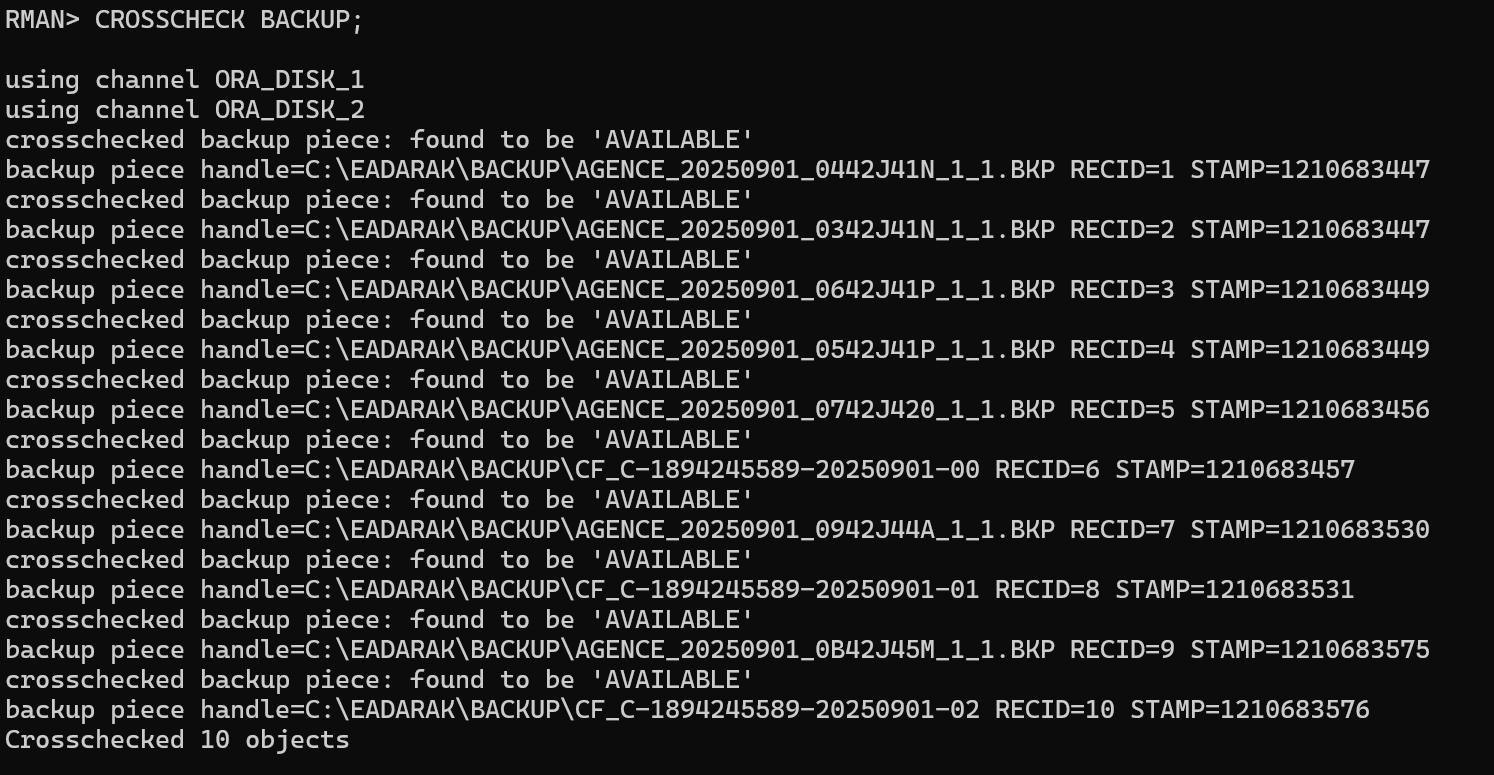 RMAN> CROSSCHECK BACKUP;
using channel ORA_DISK_1
using channel ORA_DISK_2
crosschecked backup piece: found to be 'AVAILABLE'
backup piece handle=C:\EADARAK\BACKUP\AGENCE_20250901_0442J41N_1_1.BKP RECID=1 STAMP=1210683447
crosschecked backup piece: found to be 'AVAILABLE'
backup piece handle=C:\EADARAK\BACKUP\AGENCE_20250901_0342J41N_1_1.BKP RECID=2 STAMP=1210683447
crosschecked backup piece: found to be 'AVAILABLE'
backup piece handle=C:\EADARAK\BACKUP\AGENCE_20250901_0642J41P_1_1.BKP RECID=3 STAMP=1210683449
crosschecked backup piece: found to be 'AVAILABLE'
backup piece handle=C:\EADARAK\BACKUP\AGENCE_20250901_0542J41P_1_1.BKP RECID=4 STAMP=1210683449
crosschecked backup piece: found to be 'AVAILABLE'
backup piece handle=C:\EADARAK\BACKUP\AGENCE_20250901_0742J420_1_1.BKP RECID=5 STAMP=1210683456
crosschecked backup piece: found to be 'AVAILABLE'
backup piece handle=C:\EADARAK\BACKUP\CF_C-1894245589-20250901-00 RECID=6 STAMP=1210683457
crosschecked backup piece: found to be 'AVAILABLE'
backup piece handle=C:\EADARAK\BACKUP\AGENCE_20250901_0942J44A_1_1.BKP RECID=7 STAMP=1210683530
crosschecked backup piece: found to be 'AVAILABLE'
backup piece handle=C:\EADARAK\BACKUP\CF_C-1894245589-20250901-01 RECID=8 STAMP=1210683531
crosschecked backup piece: found to be 'AVAILABLE'
backup piece handle=C:\EADARAK\BACKUP\AGENCE_20250901_0B42J45M_1_1.BKP RECID=9 STAMP=1210683575
crosschecked backup piece: found to be 'AVAILABLE'
backup piece handle=C:\EADARAK\BACKUP\CF_C-1894245589-20250901-02 RECID=10 STAMP=1210683576
Crosschecked 10 objects